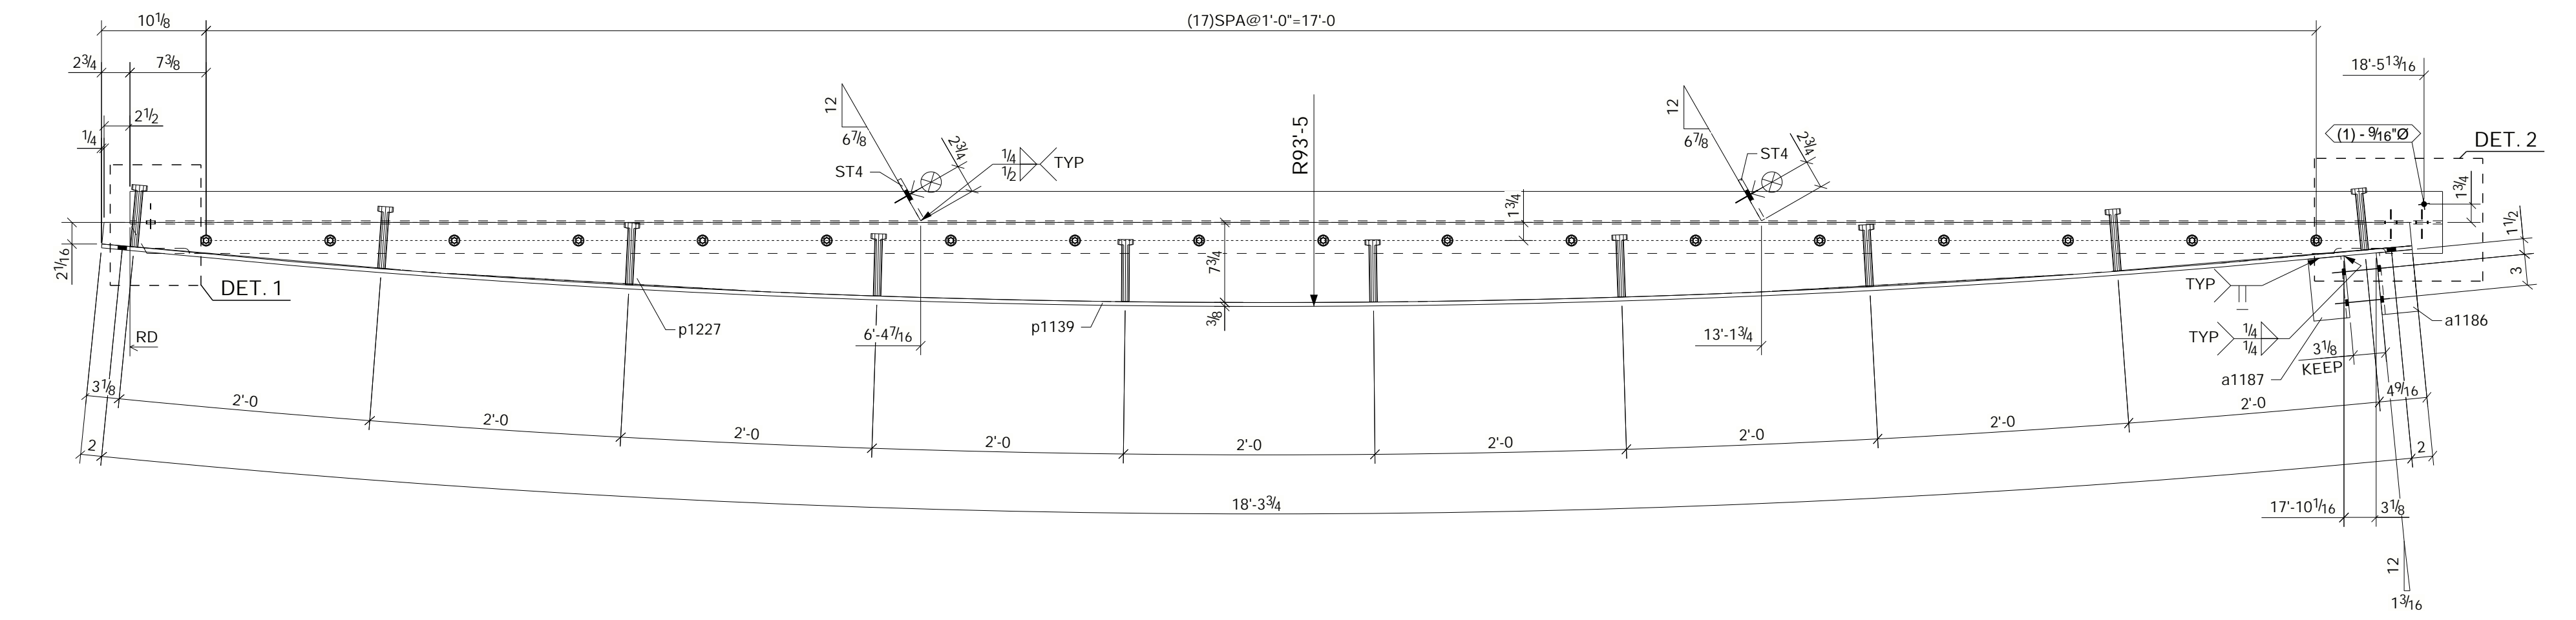 10 1/8
(17)SPA@1'-0"=17'-0
2 3/4
7 3/8
18'-5 13/16
2 1/2
1/4
12
6 7/8
2 3/4
1/4
1/2
TYP
ST4
R93'-5
12
6 7/8
ST4
2 3/4
(1) - 9/16"Ø
DET. 2
1 3/4
1 3/4
1 1/2
2 1/16
DET. 1
7 3/4
3
TYP
3/8
RD
p1227
6'-4 7/16
p1139
13'-1 3/4
TYP
1/4
1/4
a1186
3 1/8
KEEP
a1187
3 1/8
4 9/16
2'-0
2'-0
2'-0
2'-0
2'-0
2'-0
2'-0
2'-0
2'-0
2
2
18'-3 3/4
17'-10 1/16
3 1/8
12
1 3/16